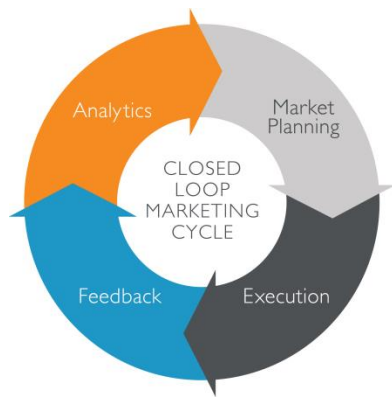 Analytics
Market
Planning
CLOSED
LOOP
MARKETING
CYCLE
Feedback
Execution